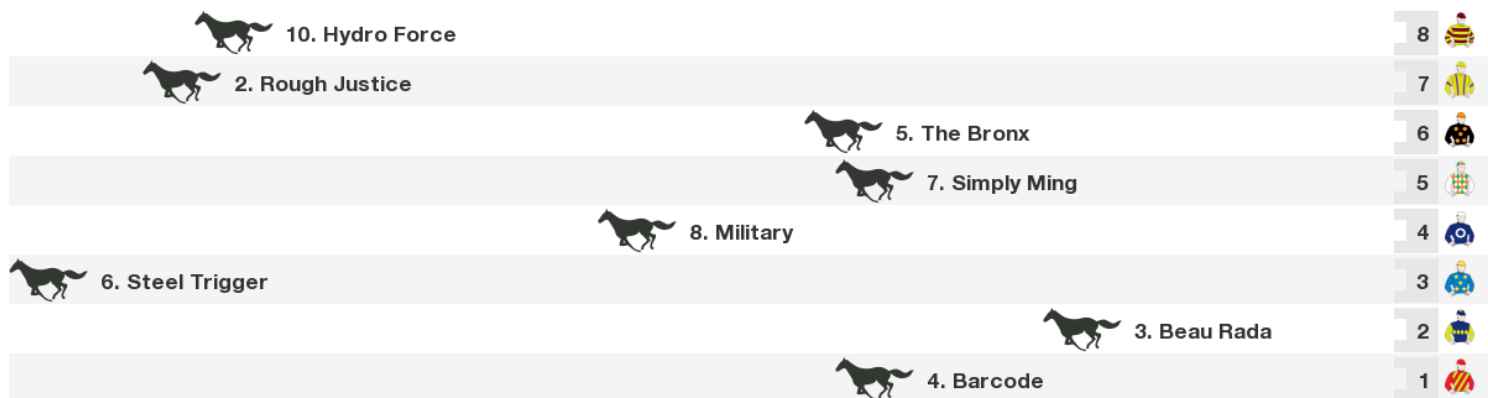 10. Hydro Force 8
2. Rough Justice 7
5. The Bronx 6
7. Simply Ming 5
8. Military 4
6. Steel Trigger 3
3. Beau Rada 2
4. Barcode 1